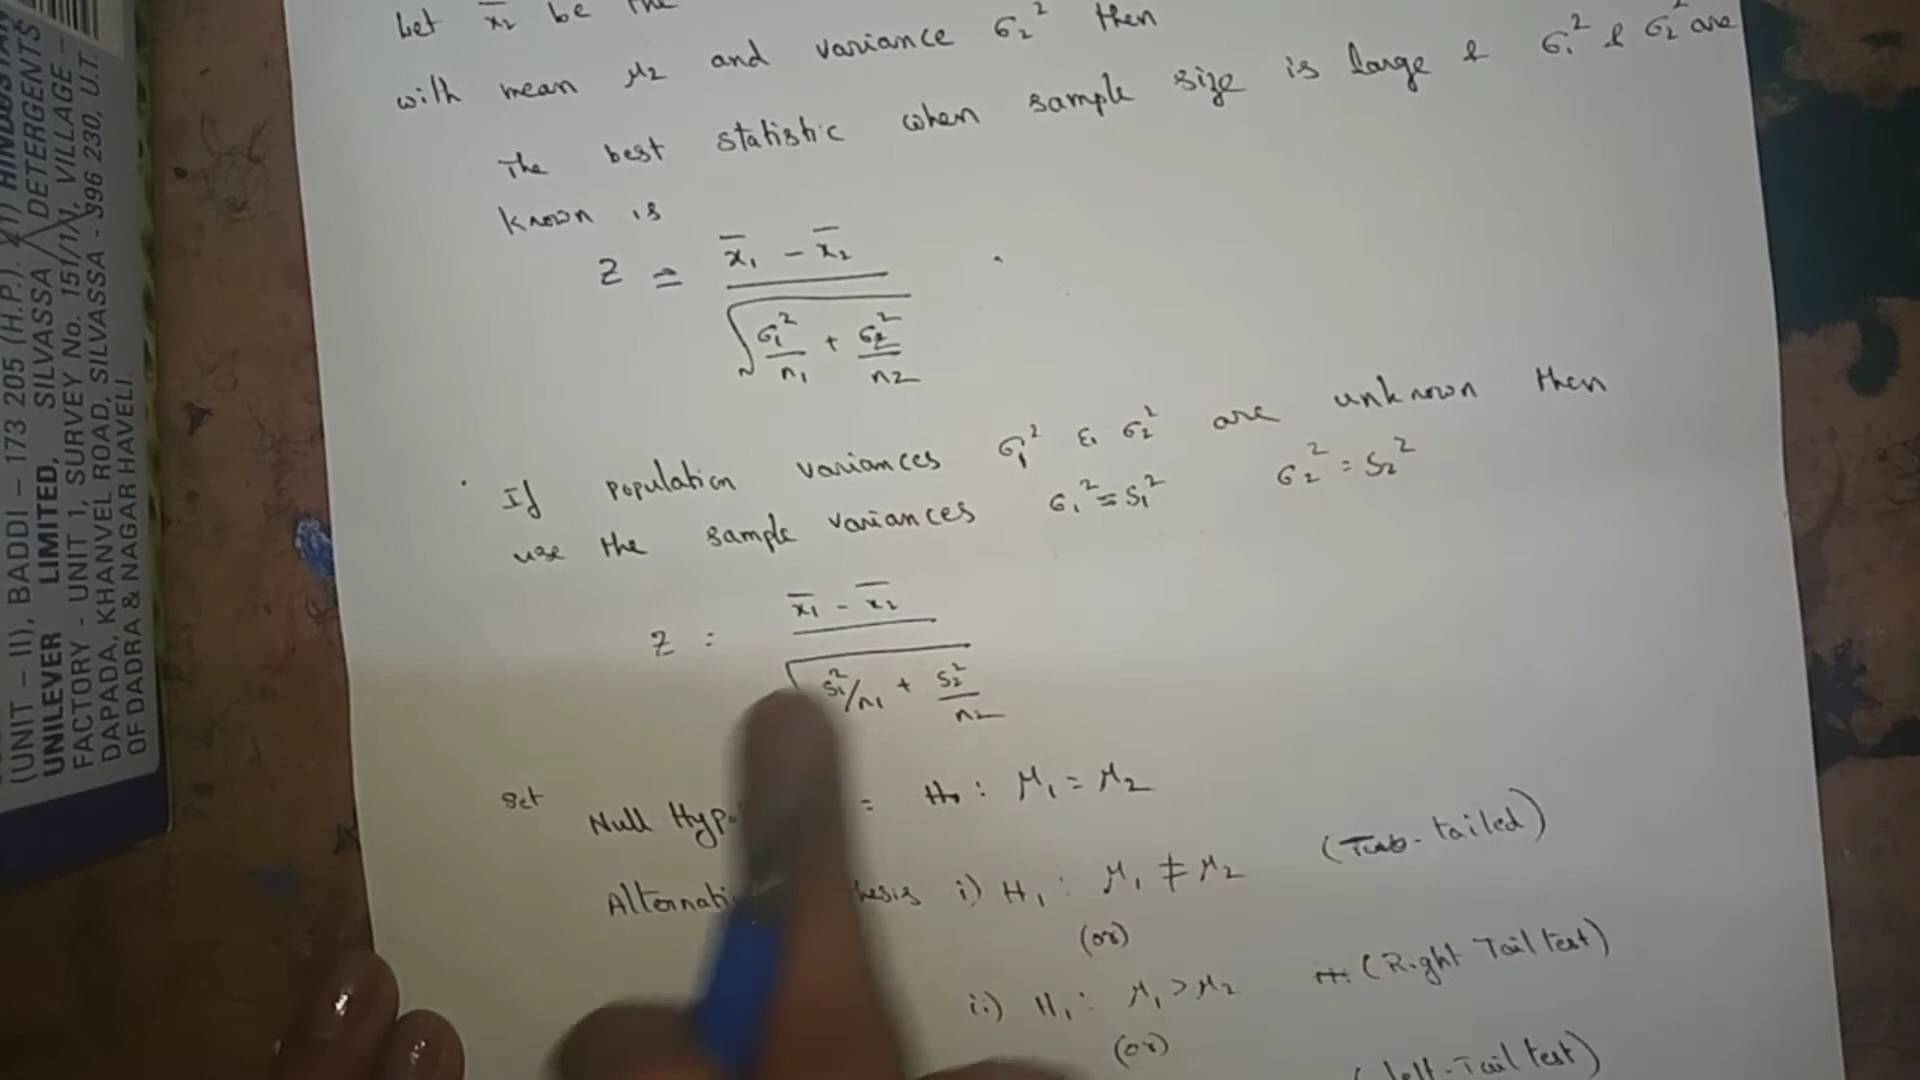 (UNIT – II), BADDI – 173 205 (H.P.).
UNILEVER LIMITED, SILVASSA DETERGENTS
FACTORY - UNIT 1, SURVEY No. 151/1/1, VILLAGE -
DAPADA, KHANVEL ROAD, SILVASSA - 396 230, U.T.
OF DADRA & NAGAR HAVELI.
Let x̄₂ be the
with mean μ₂ and variance σ₂² then
The best statistic when sample size is large & σ₁² & σ₂² are
known is
Z = (x̄₁ - x̄₂) / √(σ₁²/n₁ + σ₂²/n₂)
If population variances σ₁² & σ₂² are unknown then
use the sample variances σ₁² = S₁² σ₂² = S₂²
Z = (x̄₁ - x̄₂) / √(S₁²/n₁ + S₂²/n₂)
Set Null = H₀ : μ₁ = μ₂
i) H₁ : μ₁ ≠ μ₂ (Two-tailed)
(or)
ii) H₁ : μ₁ > μ₂ (Right Tail test)
(or)
(left-Tail test)